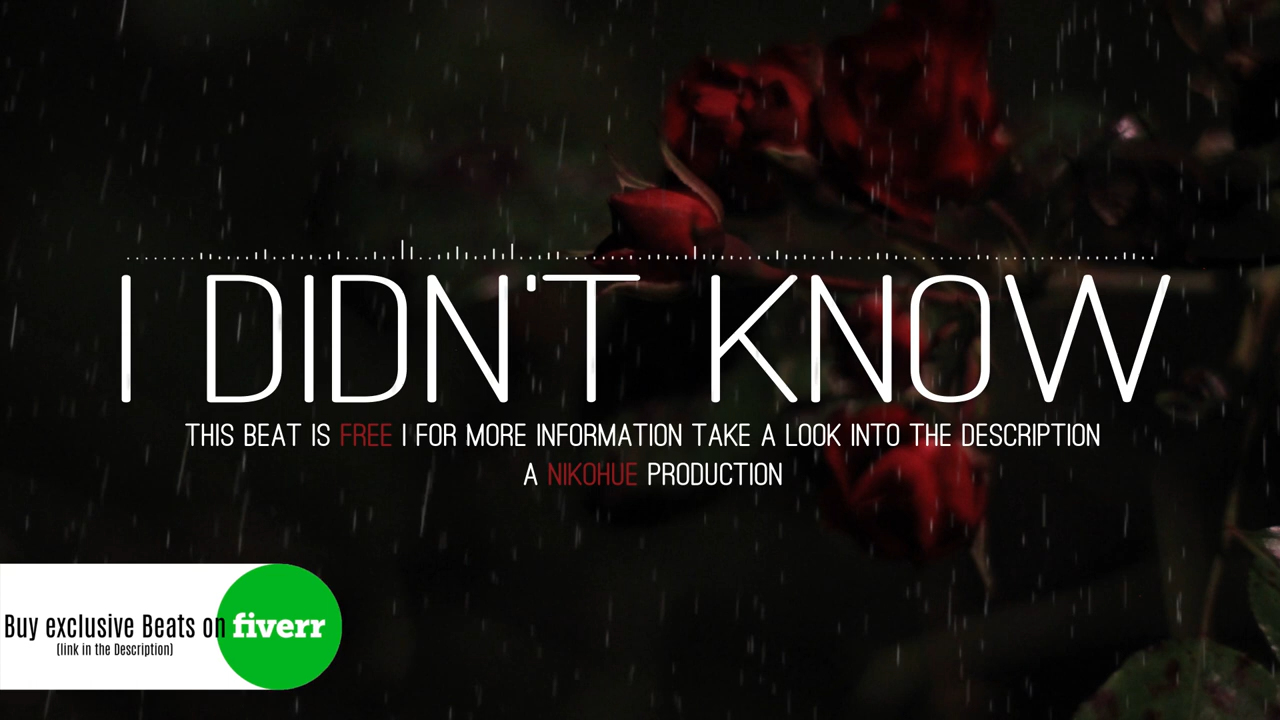 I DIDN'T KNOW
THIS BEAT IS FREE I FOR MORE INFORMATION TAKE A LOOK INTO THE DESCRIPTION
A NIKOHUE PRODUCTION
Buy exclusive Beats on fiverr
(link in the Description)